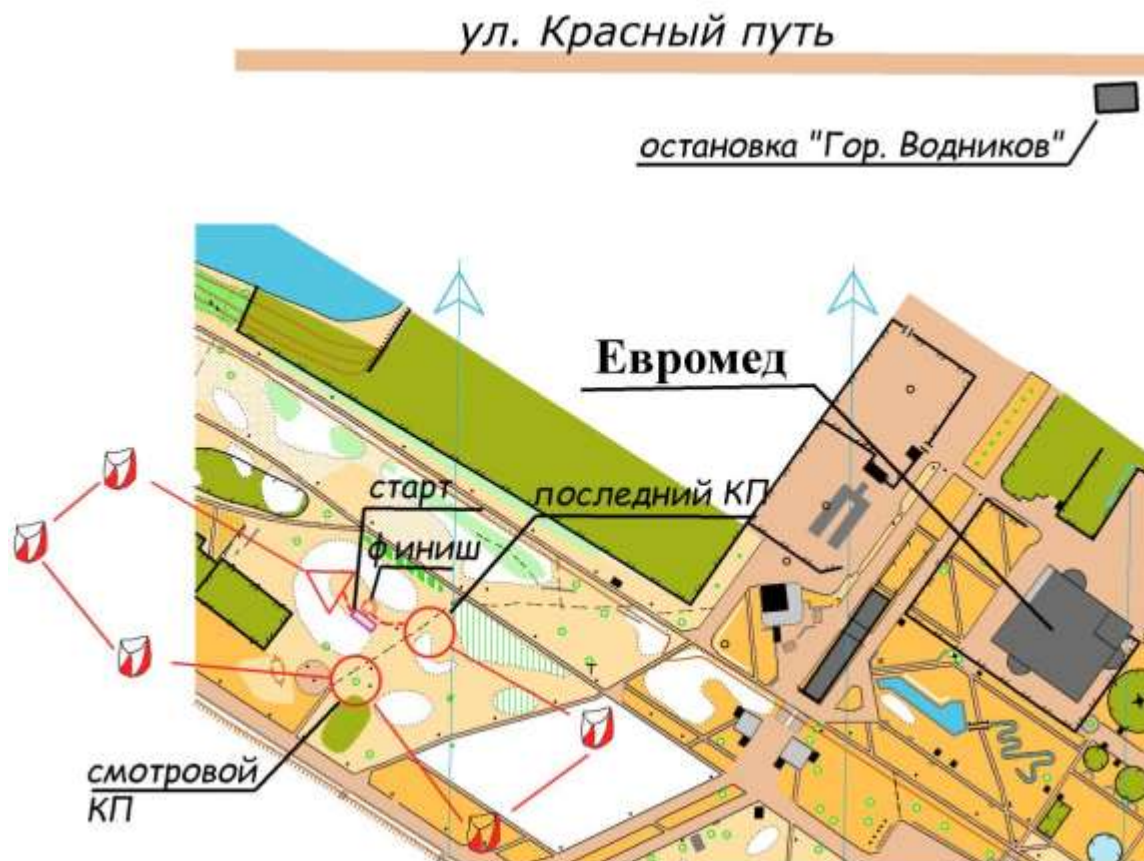 ул. Красный путь
остановка "Гор. Водников"
Евромед
старт
последний КП
финиш
смотровой
КП